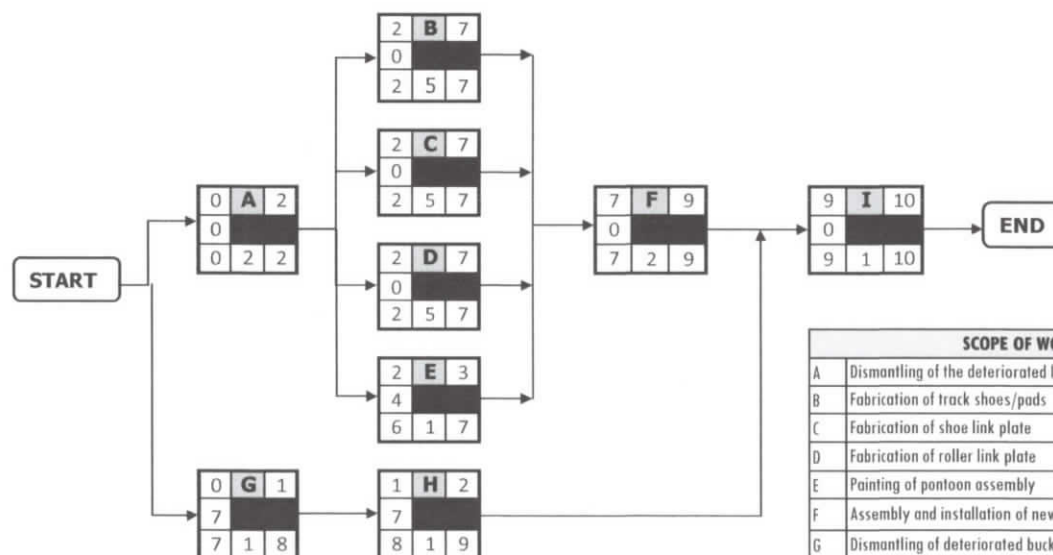 2 B 7
0
2 5 7
2 C 7
0
2 5 7
0 A 2
0
0 2 2
7 F 9
0
7 2 9
9 I 10
0
9 1 10
END
START
2 D 7
0
2 5 7
2 E 3
4
6 1 7
0 G 1
7
7 1 8
1 H 2
7
8 1 9
SCOPE OF
A Dismantling of the deteriorated
B Fabrication of track shoes/pads
C Fabrication of shoe link plate
D Fabrication of roller link plate
E Painting of pontoon assembly
F Assembly and installation of
G Dismantling of deteriorated